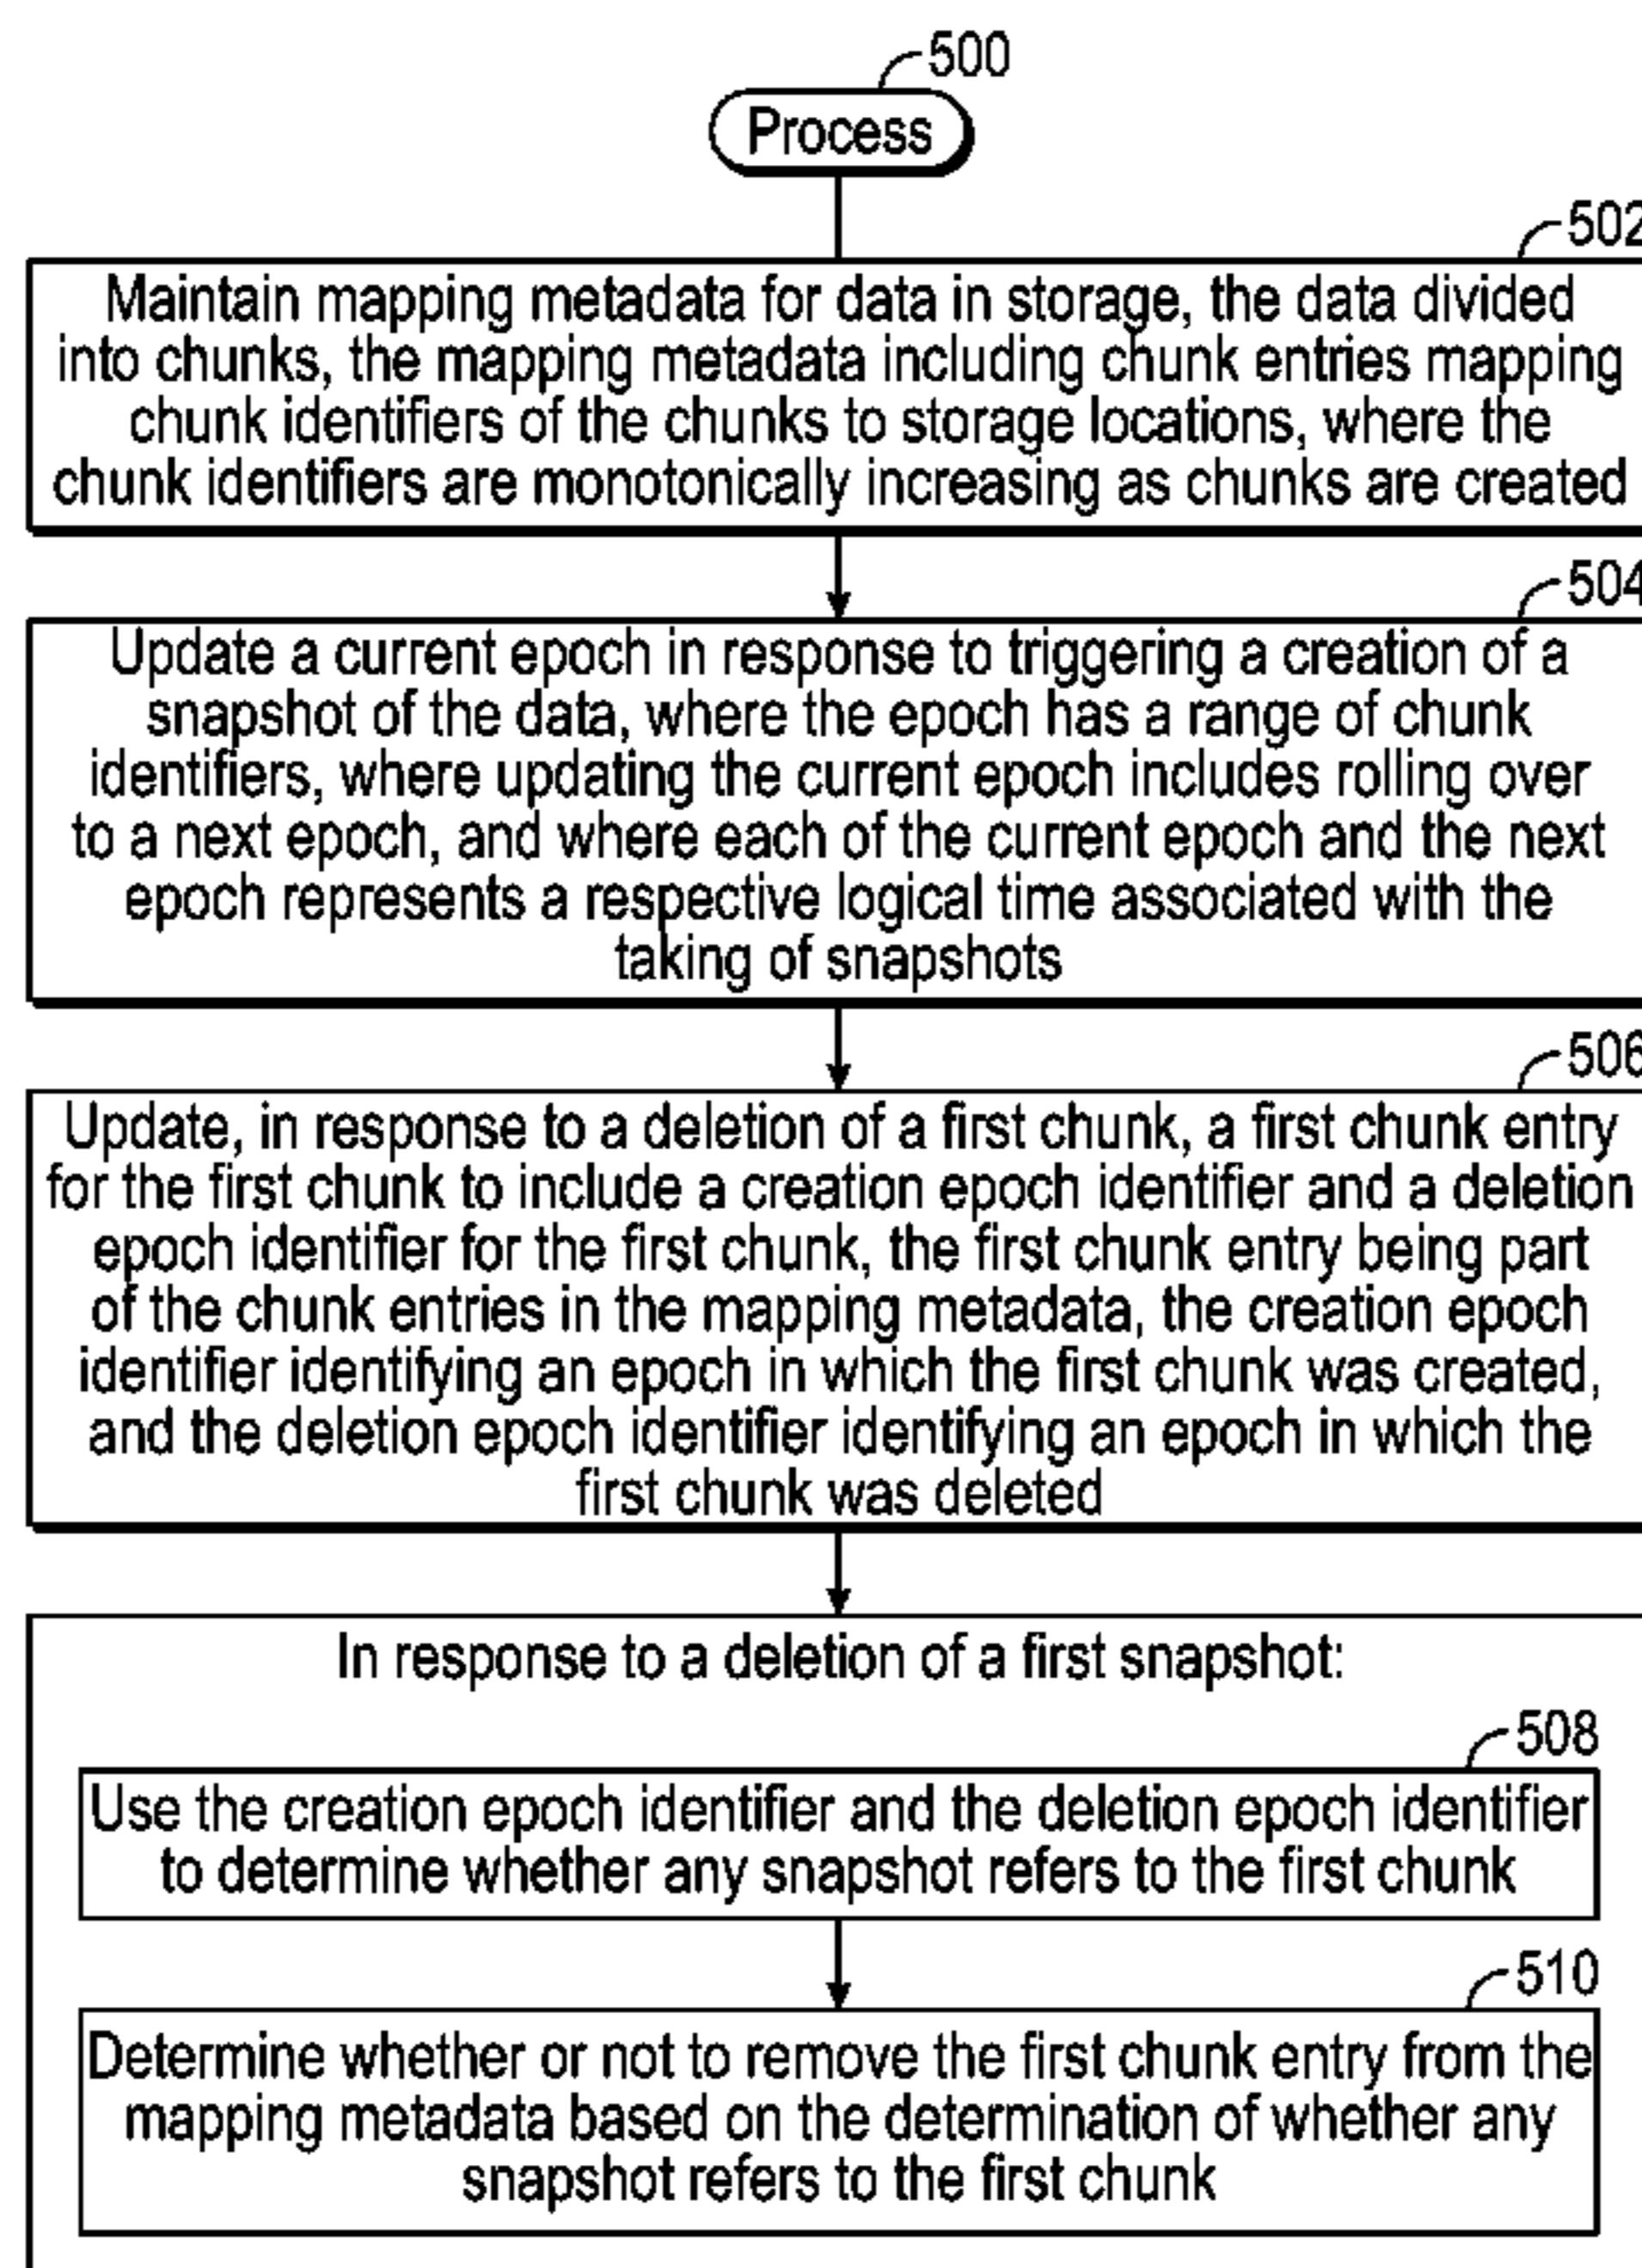 500
Process
502
Maintain mapping metadata for data in storage, the data divided
into chunks, the mapping metadata including chunk entries mapping
chunk identifiers of the chunks to storage locations, where the
chunk identifiers are monotonically increasing as chunks are created
504
Update a current epoch in response to triggering a creation of a
snapshot of the data, where the epoch has a range of chunk
identifiers, where updating the current epoch includes rolling over
to a next epoch, and where each of the current epoch and the next
epoch represents a respective logical time associated with the
taking of snapshots
506
Update, in response to a deletion of a first chunk, a first chunk entry
for the first chunk to include a creation epoch identifier and a deletion
epoch identifier for the first chunk, the first chunk entry being part
of the chunk entries in the mapping metadata, the creation epoch
identifier identifying an epoch in which the first chunk was created,
and the deletion epoch identifier identifying an epoch in which the
first chunk was deleted
In response to a deletion of a first snapshot:
508
Use the creation epoch identifier and the deletion epoch identifier
to determine whether any snapshot refers to the first chunk
510
Determine whether or not to remove the first chunk entry from the
mapping metadata based on the determination of whether any
snapshot refers to the first chunk